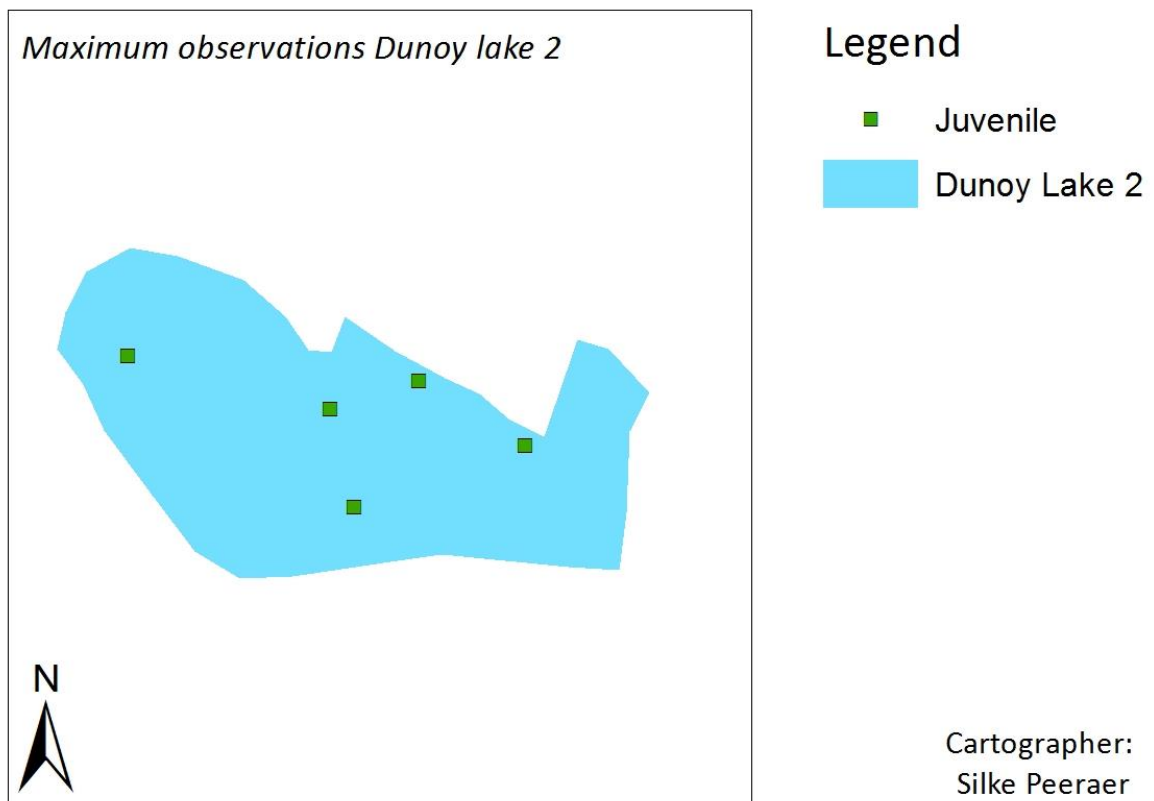 Maximum observations Dunoy lake 2
Legend
Juvenile
Dunoy Lake 2
N
Cartographer:
Silke Peeraer